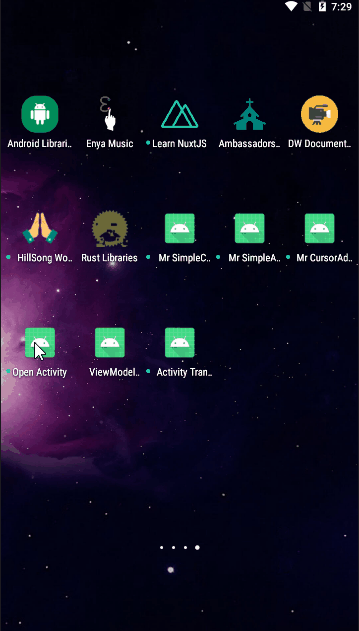 7:29
Android Librari..
Enya Music
Learn NuxtJS
Ambassadors..
DW Document..
HillSong Wo..
Rust Libraries
Mr SimpleC..
Mr SimpleA..
Mr CursorAd..
Open Activity
ViewModel..
Activity Tran..